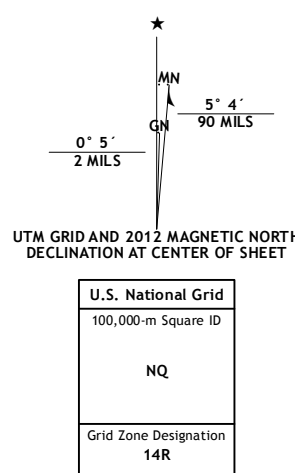 ★
MN
5° 4´
90 MILS
GN
0° 5´
2 MILS
UTM GRID AND 2012 MAGNETIC NORTH
DECLINATION AT CENTER OF SHEET
U.S. National Grid
100,000-m Square ID
NQ
Grid Zone Designation
14R